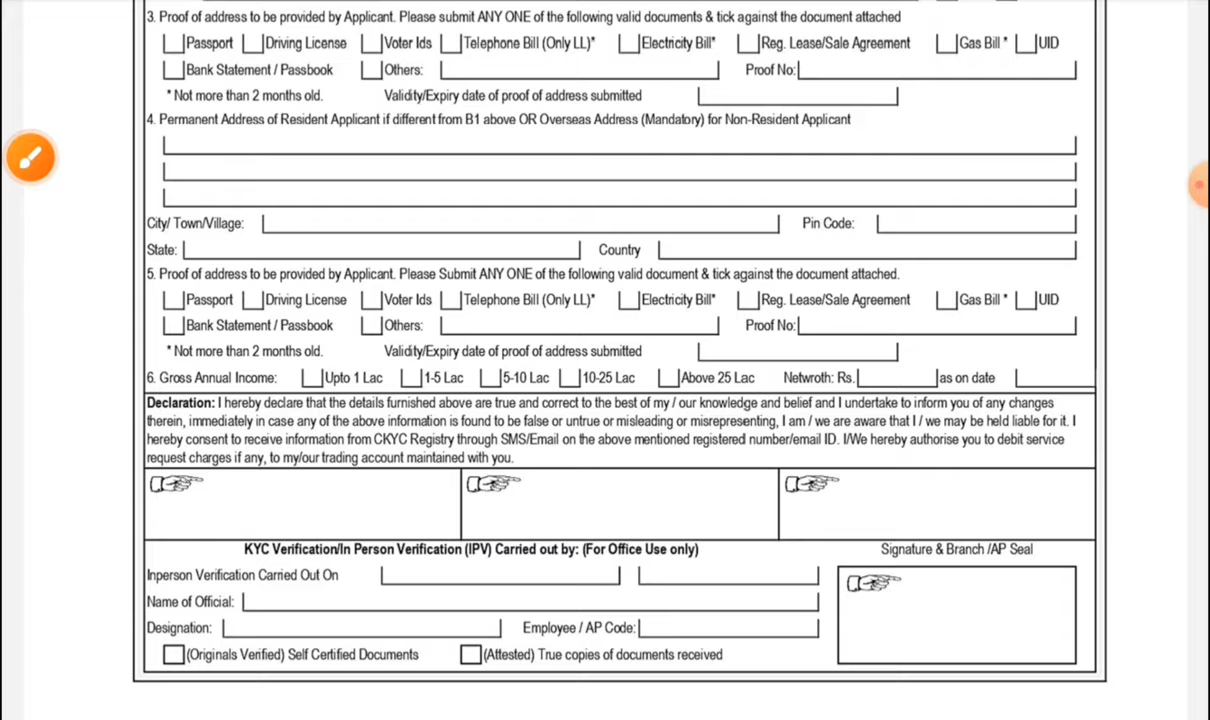 3. Proof of address to be provided by Applicant. Please submit ANY ONE of the following valid documents & tick against the document attached
Passport Driving License Voter Ids Telephone Bill (Only LL)* Electricity Bill* Reg. Lease/Sale Agreement Gas Bill * UID
Bank Statement / Passbook Others: Proof No:
* Not more than 2 months old. Validity/Expiry date of proof of address submitted
4. Permanent Address of Resident Applicant if different from B1 above OR Overseas Address (Mandatory) for Non-Resident Applicant
City/ Town/Village: Pin Code:
State: Country
5. Proof of address to be provided by Applicant. Please Submit ANY ONE of the following valid document & tick against the document attached.
Passport Driving License Voter Ids Telephone Bill (Only LL)* Electricity Bill* Reg. Lease/Sale Agreement Gas Bill * UID
Bank Statement / Passbook Others: Proof No:
* Not more than 2 months old. Validity/Expiry date of proof of address submitted
6. Gross Annual Income: Upto 1 Lac 1-5 Lac 5-10 Lac 10-25 Lac Above 25 Lac Netwroth: Rs. as on date
Declaration: I hereby declare that the details furnished above are true and correct to the best of my / our knowledge and belief and I undertake to inform you of any changes
therein, immediately in case any of the above information is found to be false or untrue or misleading or misrepresenting, I am / we are aware that I / we may be held liable for it. I
hereby consent to receive information from CKYC Registry through SMS/Email on the above mentioned registered number/email ID. I/We hereby authorise you to debit service
request charges if any, to my/our trading account maintained with you.
KYC Verification/In Person Verification (IPV) Carried out by: (For Office Use only) Signature & Branch /AP Seal
Inperson Verification Carried Out On
Name of Official:
Designation: Employee / AP Code:
(Originals Verified) Self Certified Documents (Attested) True copies of documents received